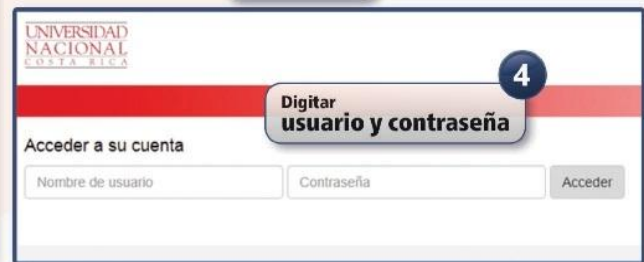 UNIVERSIDAD
NACIONAL
COSTA RICA
4
Digitar
usuario y contraseña
Acceder a su cuenta
Nombre de usuario
Contraseña
Acceder